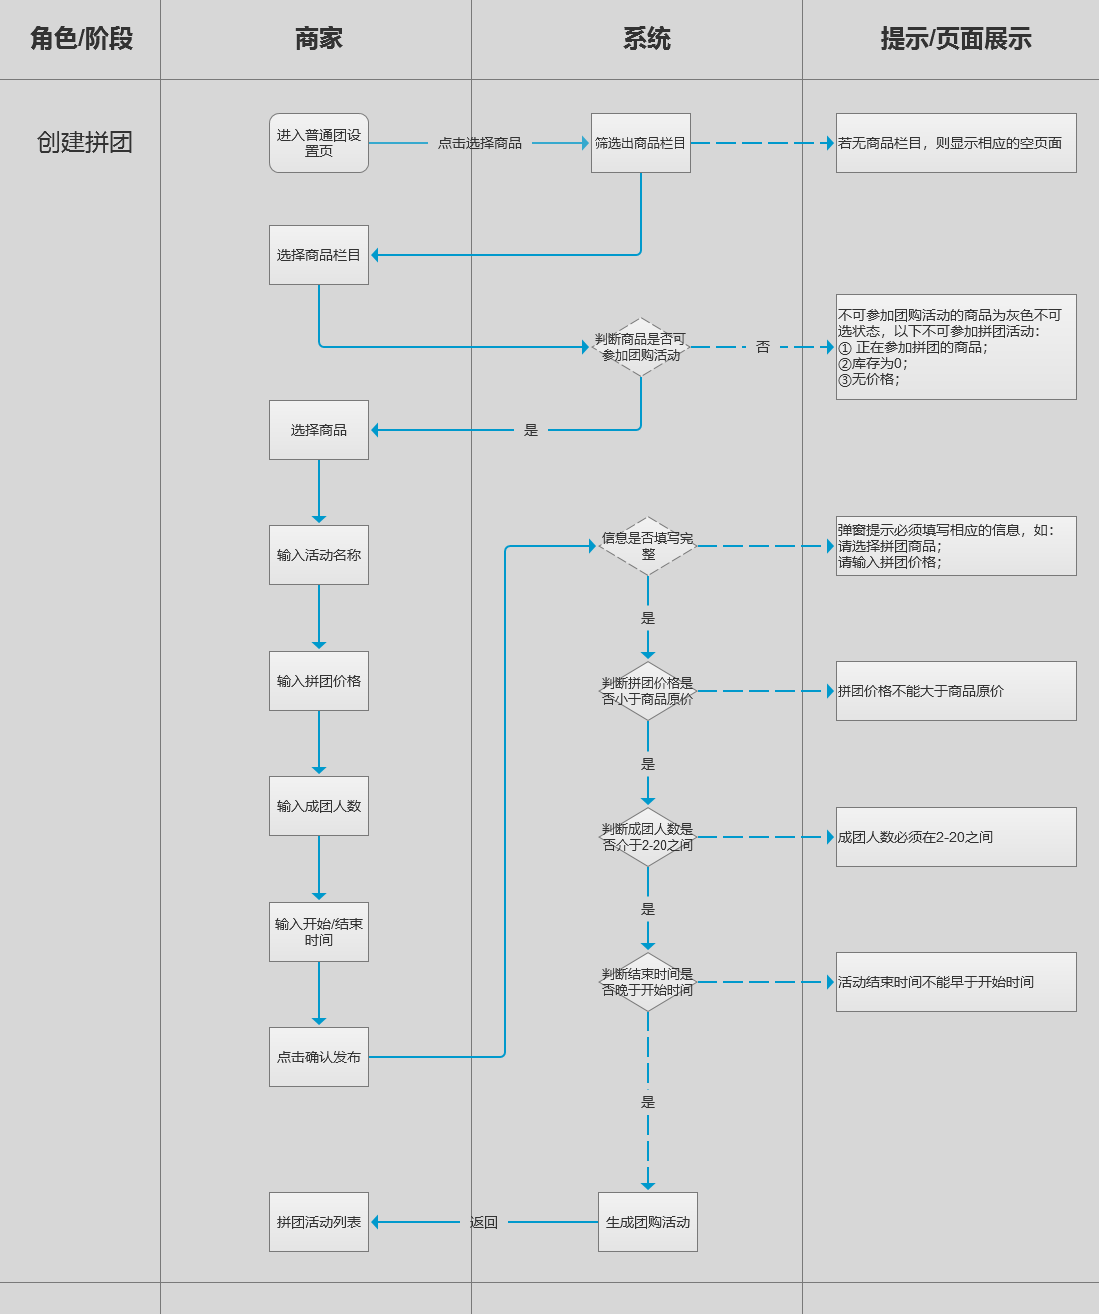 角色/阶段
商家
系统
提示/页面展示
创建拼团
进入普通团设
置页
点击选择商品
筛选出商品栏目
若无商品栏目，则显示相应的空页面
选择商品栏目
判断商品是否可
参加团购活动
否
不可参加团购活动的商品为灰色不可
选状态，以下不可参加拼团活动：
① 正在参加拼团的商品；
②库存为0；
③无价格；
选择商品
是
输入活动名称
信息是否填写完
整
弹窗提示必须填写相应的信息，如：
请选择拼团商品；
请输入拼团价格；
是
输入拼团价格
判断拼团价格是
否小于商品原价
拼团价格不能大于商品原价
是
输入成团人数
判断成团人数是
否介于2-20之间
成团人数必须在2-20之间
是
输入开始/结束
时间
判断结束时间是
否晚于开始时间
活动结束时间不能早于开始时间
点击确认发布
是
拼团活动列表
返回
生成团购活动